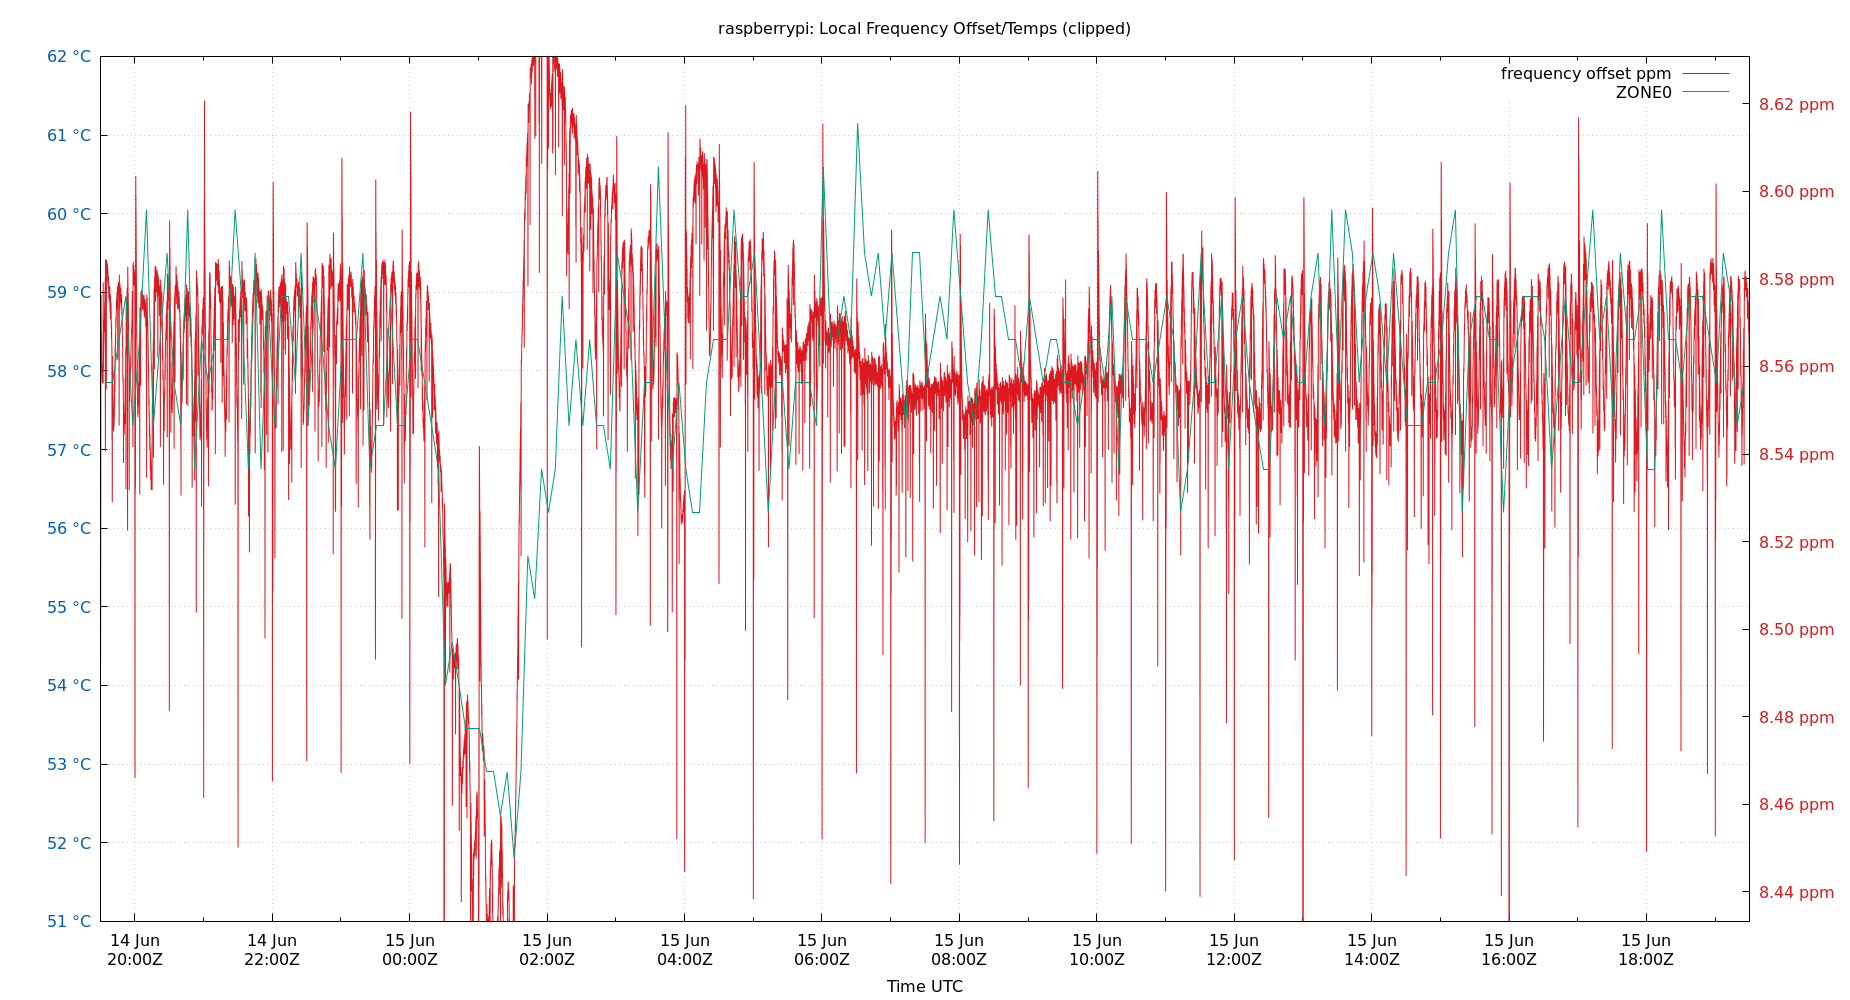 raspberrypi: Local Frequency Offset/Temps (clipped)
frequency offset ppm
ZONE0
62 °C
61 °C
60 °C
59 °C
58 °C
57 °C
56 °C
55 °C
54 °C
53 °C
52 °C
51 °C
8.62 ppm
8.60 ppm
8.58 ppm
8.56 ppm
8.54 ppm
8.52 ppm
8.50 ppm
8.48 ppm
8.46 ppm
8.44 ppm
14 Jun 14 Jun 15 Jun 15 Jun 15 Jun 15 Jun 15 Jun 15 Jun 15 Jun 15 Jun 15 Jun 15 Jun
20:00Z 22:00Z 00:00Z 02:00Z 04:00Z 06:00Z 08:00Z 10:00Z 12:00Z 14:00Z 16:00Z 18:00Z
Time UTC